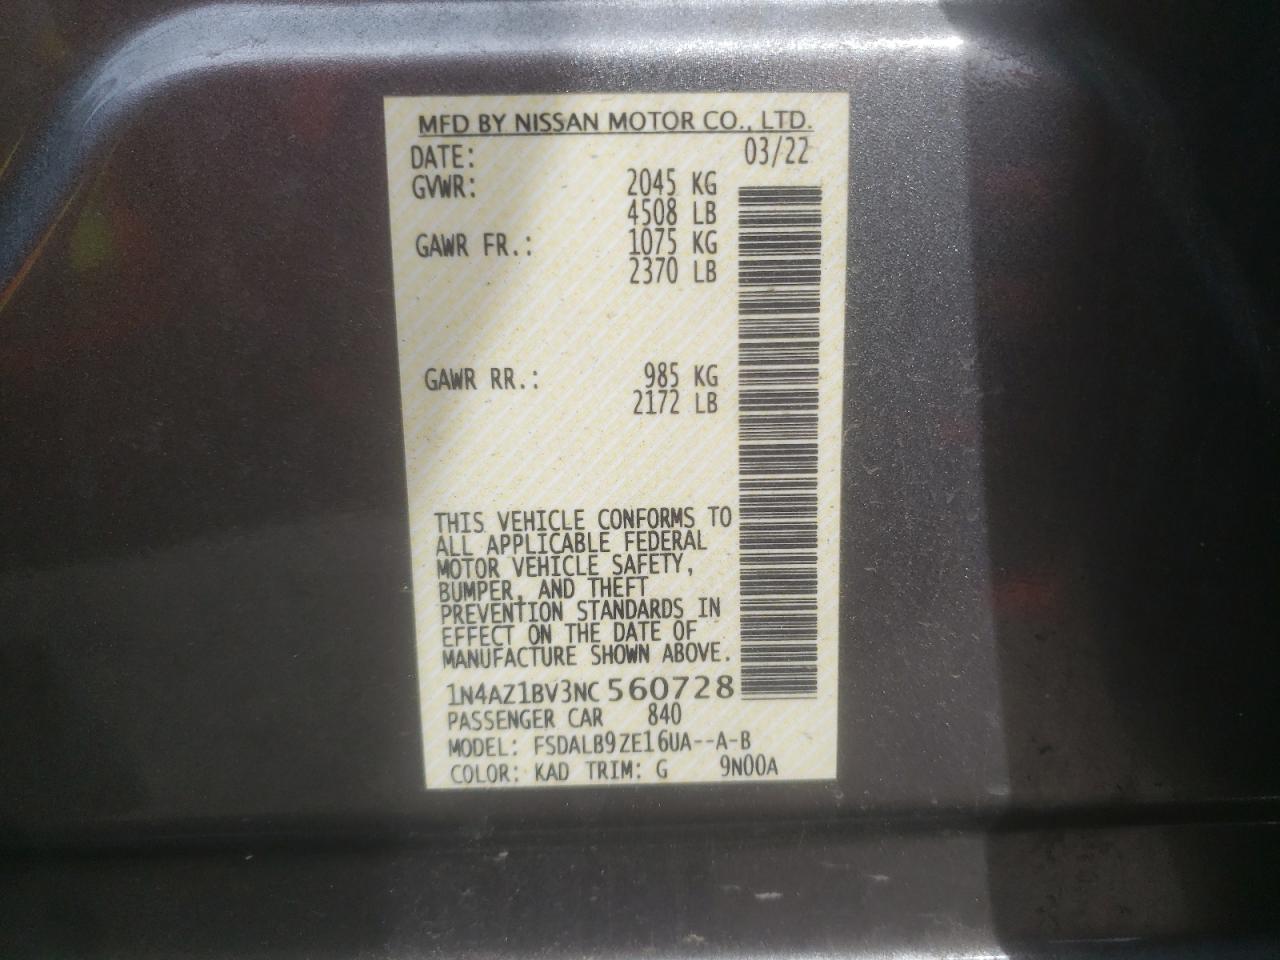 MFD BY NISSAN MOTOR CO., LTD.
DATE: 03/22
GVWR: 2045 KG
4508 LB
GAWR FR.: 1075 KG
2370 LB
GAWR RR.: 985 KG
2172 LB
THIS VEHICLE CONFORMS TO
ALL APPLICABLE FEDERAL
MOTOR VEHICLE SAFETY,
BUMPER, AND THEFT
PREVENTION STANDARDS IN
EFFECT ON THE DATE OF
MANUFACTURE SHOWN ABOVE.
1N4AZ1BV3NC560728
PASSENGER CAR 840
MODEL: FSDALB9ZE16UA--A-B
COLOR: KAD TRIM: G 9N00A